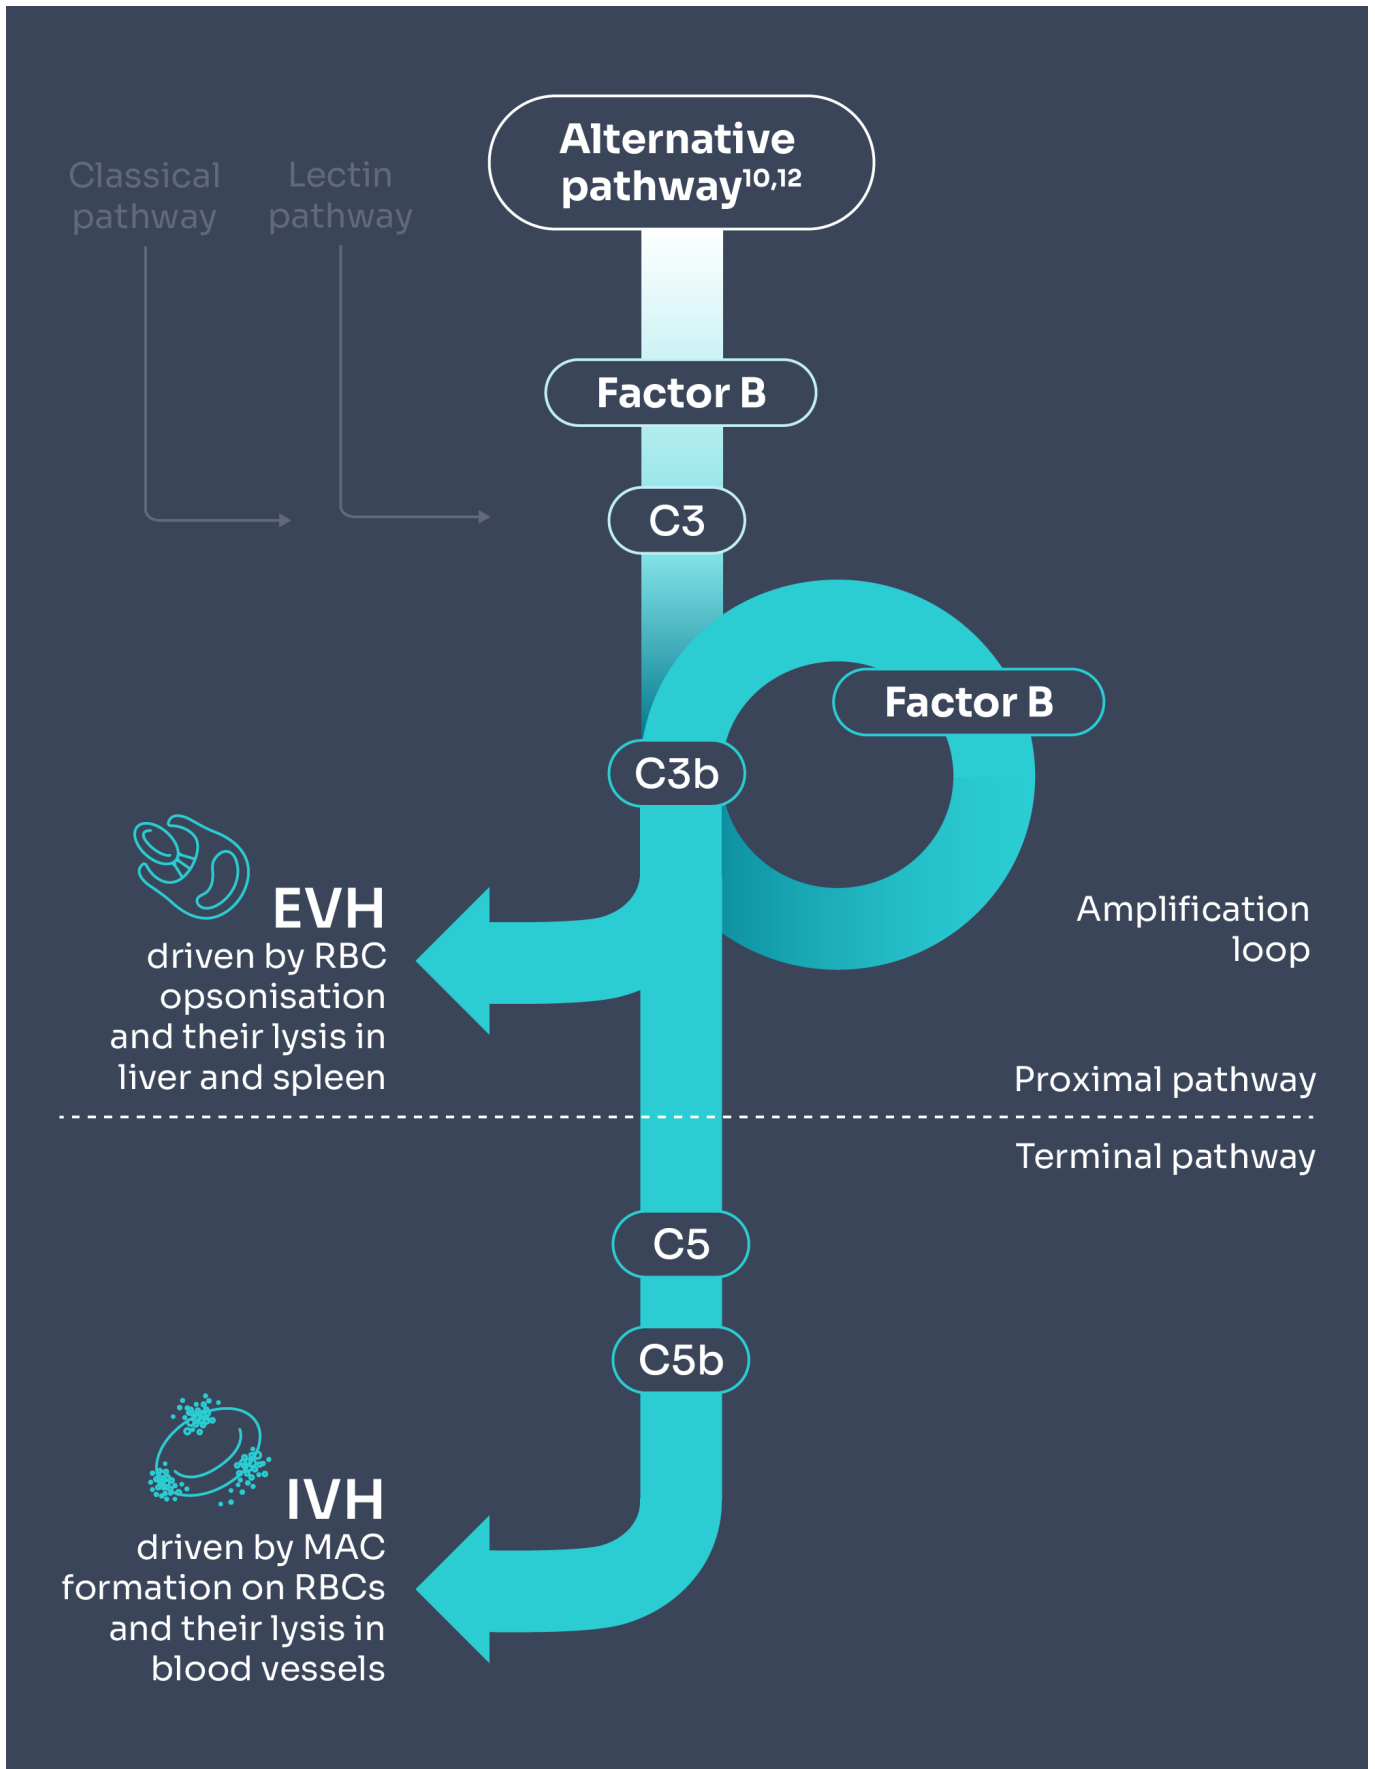 Alternative
pathway¹⁰,¹²
Classical
pathway
Lectin
pathway
Factor B
C3
Factor B
C3b
Amplification
loop
EVH
driven by RBC
opsonisation
and their lysis in
liver and spleen
Proximal pathway
Terminal pathway
C5
C5b
IVH
driven by MAC
formation on RBCs
and their lysis in
blood vessels